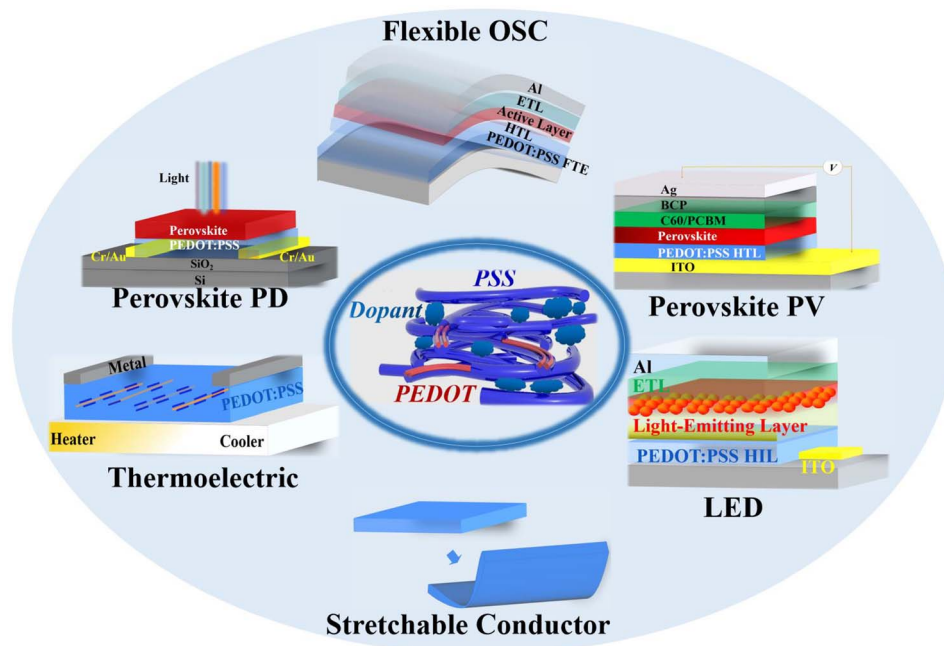 Flexible OSC
Al
ETL
Active Layer
HTL
PEDOT:PSS FTE
Light
Perovskite
PEDOT:PSS
Cr/Au
Cr/Au
SiO₂
Si
Perovskite PD
V
Ag
BCP
C60/PCBM
Perovskite
PEDOT:PSS HTL
ITO
Perovskite PV
PSS
Dopant
PEDOT
Metal
PEDOT:PSS
Heater
Cooler
Thermoelectric
Al
ETL
Light-Emitting Layer
PEDOT:PSS HIL
ITO
LED
Stretchable Conductor